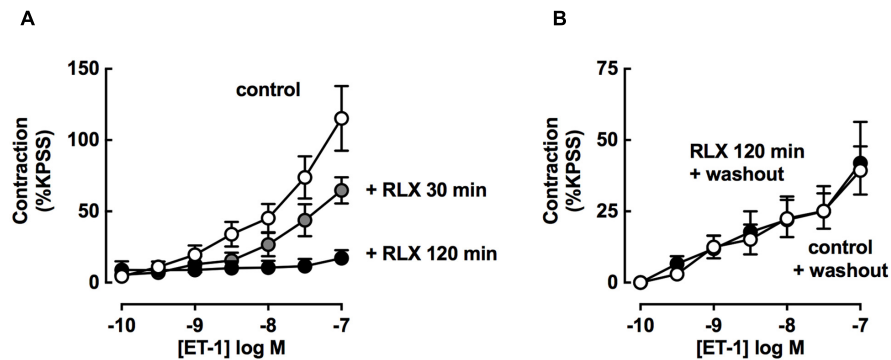 A
B
150
100
50
0
Contraction
(%KPSS)
control
+ RLX 30 min
+ RLX 120 min
-10
-9
-8
-7
[ET-1] log M
75
50
25
0
Contraction
(%KPSS)
RLX 120 min
+ washout
control
+ washout
-10
-9
-8
-7
[ET-1] log M